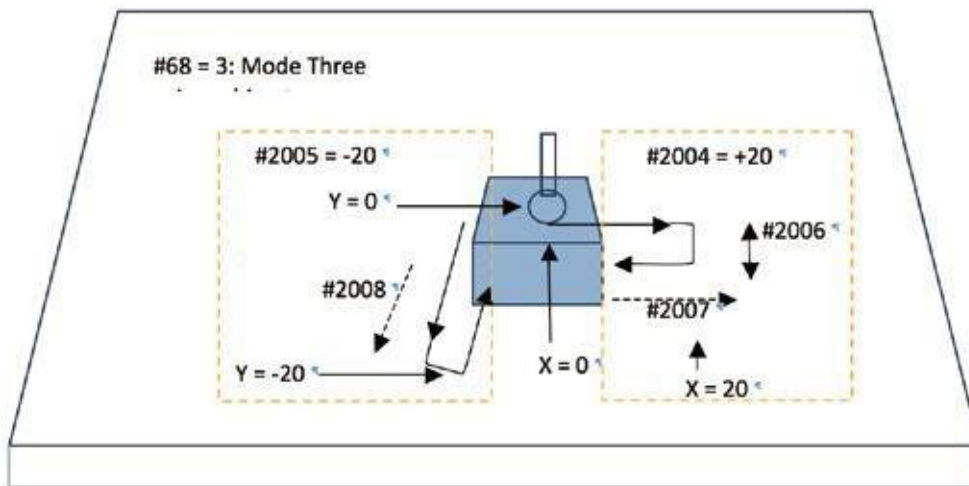 #68 = 3: Mode Three
#2005 = -20
#2004 = +20
Y = 0
#2006
#2008
#2007
Y = -20
X = 0
X = 20